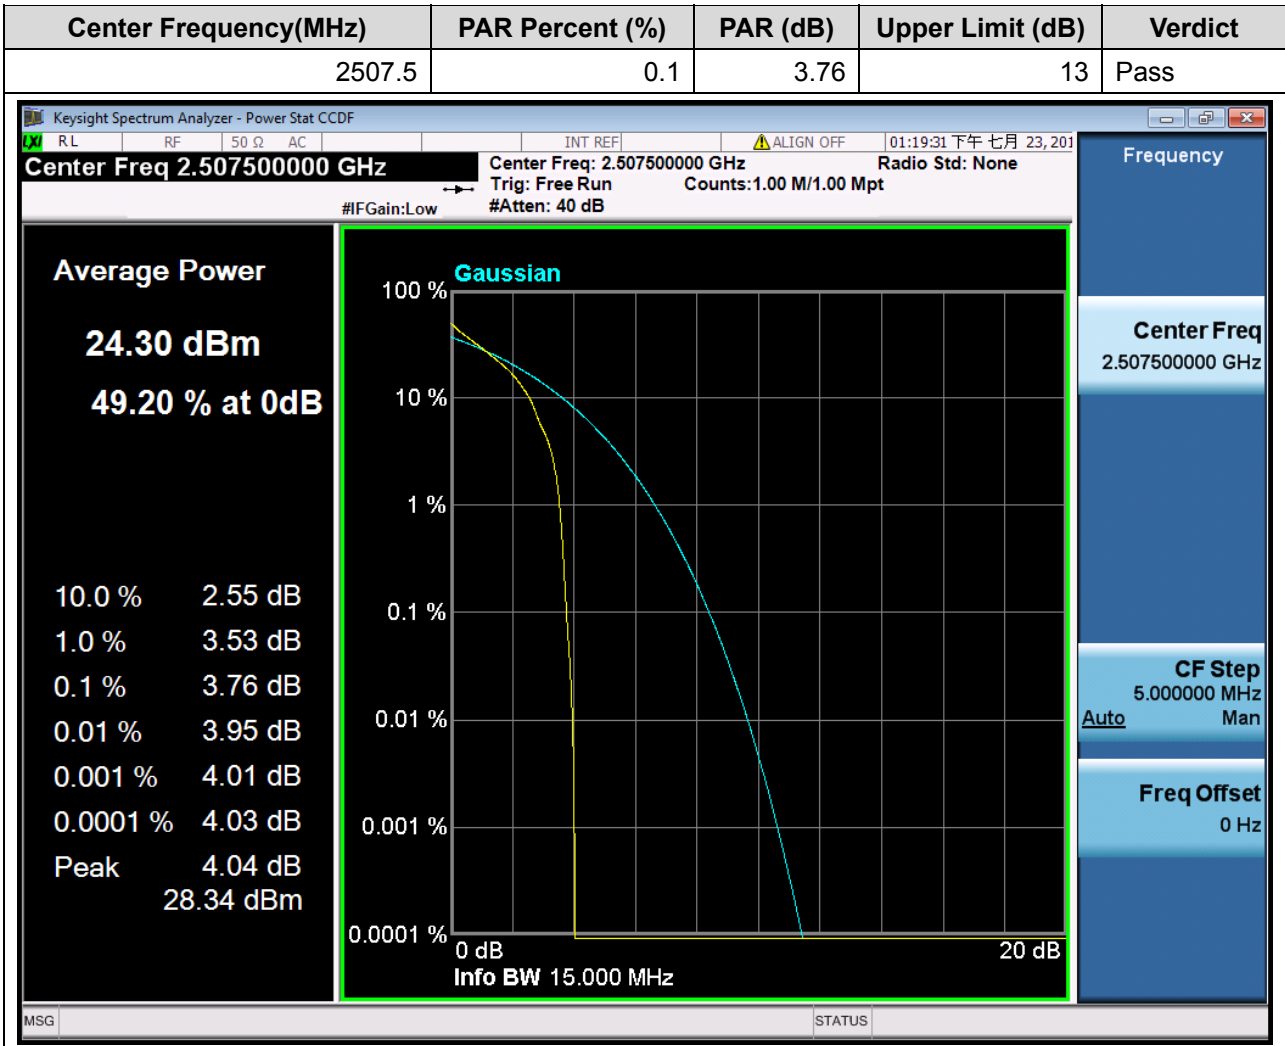 Center Frequency(MHz) PAR Percent (%) PAR (dB) Upper Limit (dB) Verdict
2507.5 0.1 3.76 13 Pass
Keysight Spectrum Analyzer - Power Stat CCDF
LXI RL RF 50 Ω AC INT REF ALIGN OFF 01:19:31 下午 七月 23, 201
Center Freq 2.507500000 GHz
Center Freq: 2.507500000 GHz Radio Std: None
Trig: Free Run Counts:1.00 M/1.00 Mpt
#IFGain:Low #Atten: 40 dB
Average Power
24.30 dBm
49.20 % at 0dB
10.0 % 2.55 dB
1.0 % 3.53 dB
0.1 % 3.76 dB
0.01 % 3.95 dB
0.001 % 4.01 dB
0.0001 % 4.03 dB
Peak 4.04 dB
28.34 dBm
Gaussian
100 %
10 %
1 %
0.1 %
0.01 %
0.001 %
0.0001 %
0 dB 20 dB
Info BW 15.000 MHz
Frequency
Center Freq
2.507500000 GHz
CF Step
5.000000 MHz
Auto Man
Freq Offset
0 Hz
MSG STATUS